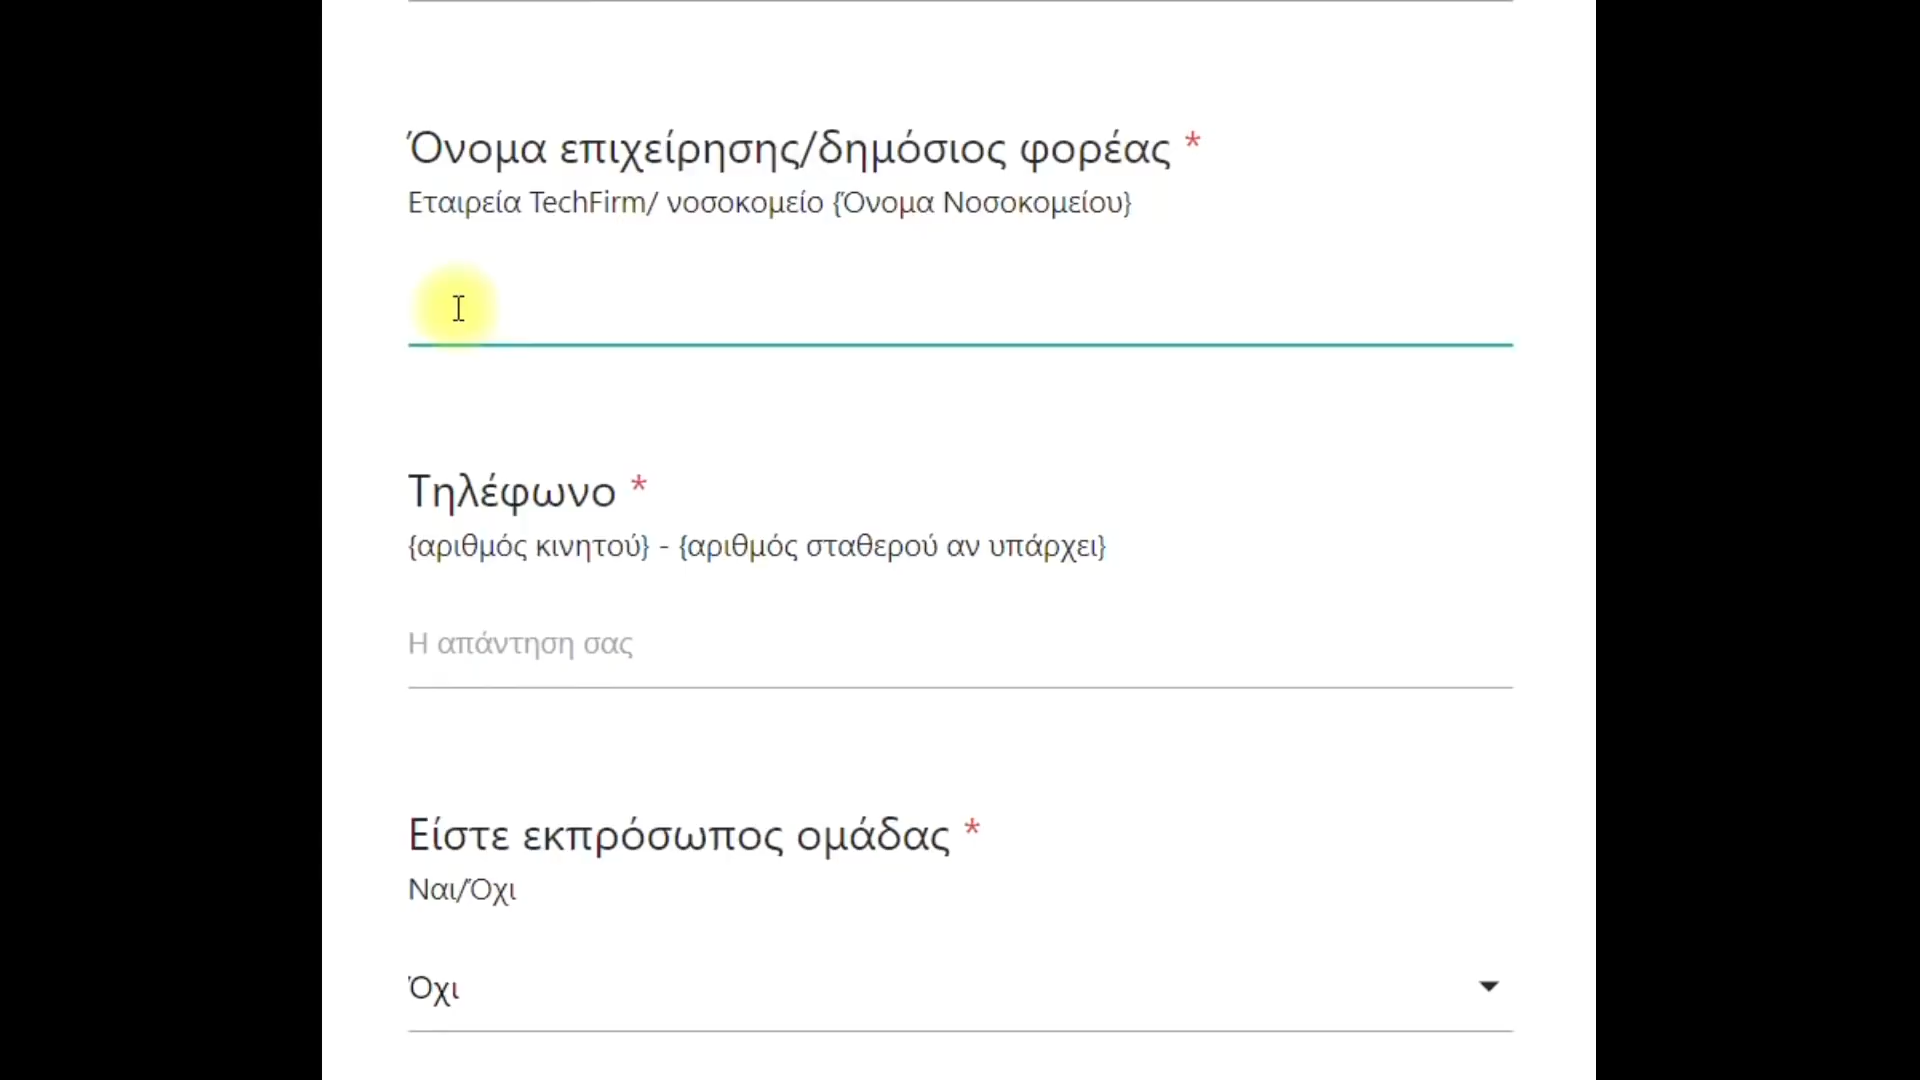 Όνομα επιχείρησης/δημόσιος φορέας *
Εταιρεία TechFirm/ νοσοκομείο {Όνομα Νοσοκομείου}
Τηλέφωνο *
{αριθμός κινητού} - {αριθμός σταθερού αν υπάρχει}
Η απάντηση σας
Είστε εκπρόσωπος ομάδας *
Ναι/Όχι
Όχι